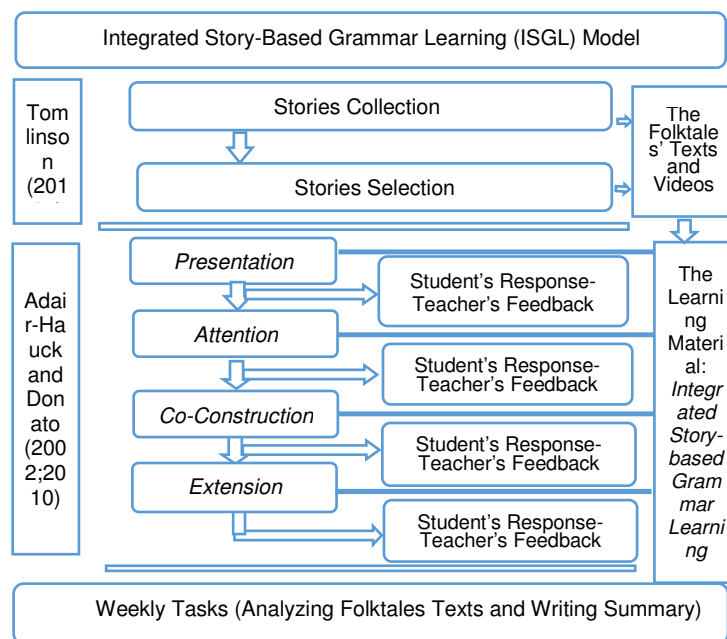 Integrated Story-Based Grammar Learning (ISGL) Model
Tom
linso
n
(201
Stories Collection
Stories Selection
The
Folktal
es' Texts
and
Videos
Adai
r-Ha
uck
and
Don
ato
(200
2;20
10)
Presentation
Student's Response-
Teacher's Feedback
Attention
Student's Response-
Teacher's Feedback
Co-Construction
Student's Response-
Teacher's Feedback
Extension
Student's Response-
Teacher's Feedback
The
Learni
ng
Materi
al:
Integr
ated
Story-
based
Gram
mar
Learni
ng
Weekly Tasks (Analyzing Folktales Texts and Writing Summary)